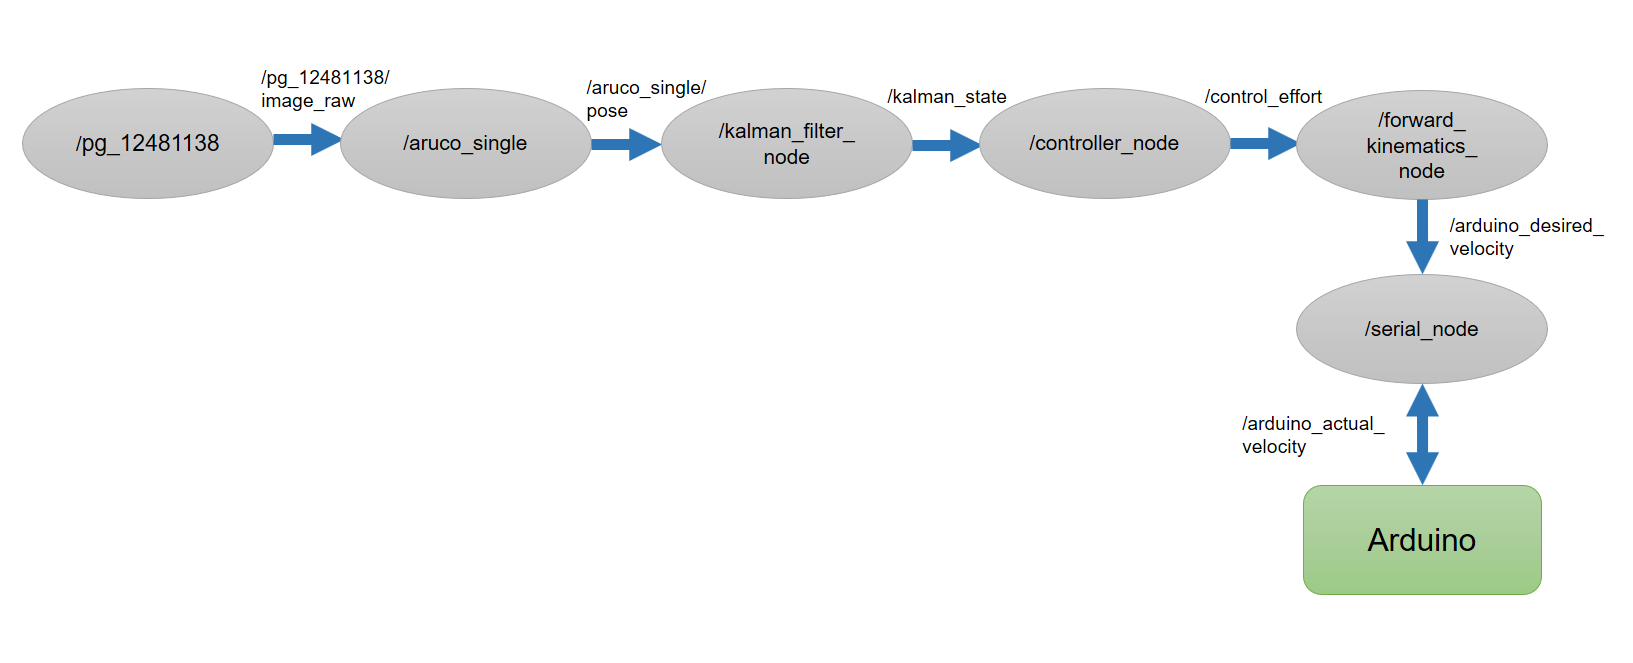 /pg_12481138
/pg_12481138/
image_raw
/aruco_single
/aruco_single/
pose
/kalman_filter_
node
/kalman_state
/controller_node
/control_effort
/forward_
kinematics_
node
/arduino_desired_
velocity
/serial_node
/arduino_actual_
velocity
Arduino